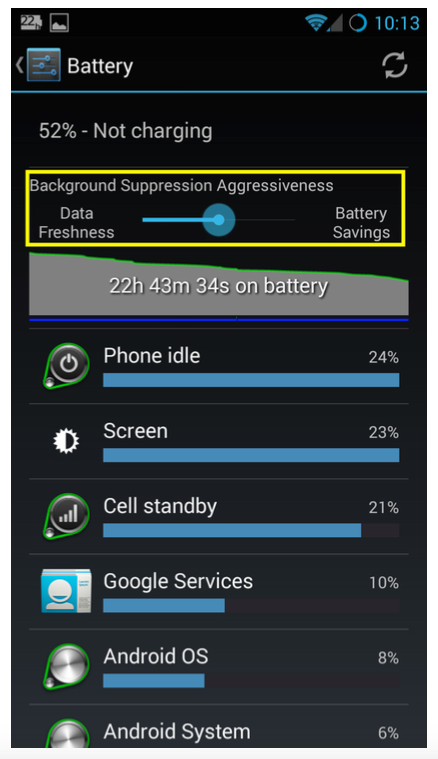 22
10:13
Battery
52% - Not charging
Background Suppression Aggressiveness
Data
Freshness
Battery
Savings
22h 43m 34s on battery
Phone idle
24%
Screen
23%
Cell standby
21%
Google Services
10%
Android OS
8%
Android System
6%